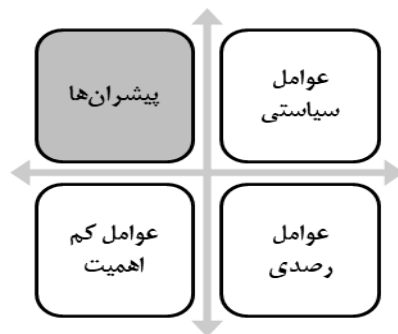 عوامل
سیاستی
پیشران‌ها
عوامل
رصدی
عوامل کم
اهمیت